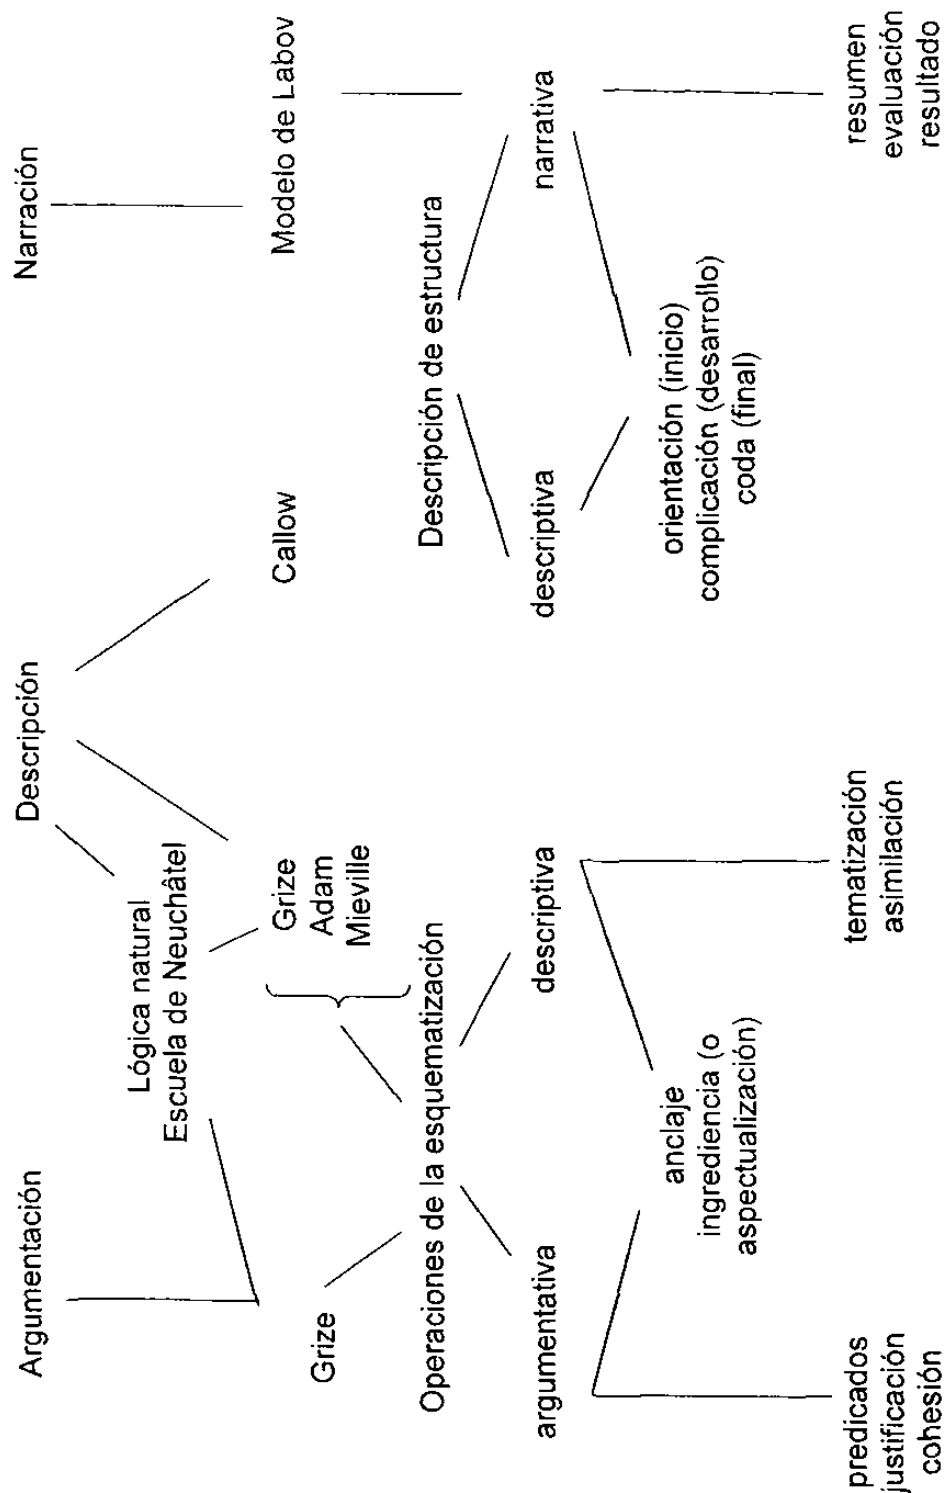 Argumentación
Descripción
Narración
Lógica natural
Escuela de Neuchâtel
Grize
Grize
Adam
Mieville
Callow
Modelo de Labov
Operaciones de la esquematización
Descripción de estructura
argumentativa
descriptiva
descriptiva
narrativa
anclaje
ingrediencia (o
aspectualización)
orientación (inicio)
complicación (desarrollo)
coda (final)
predicados
justificación
cohesión
tematización
asimilación
resumen
evaluación
resultado